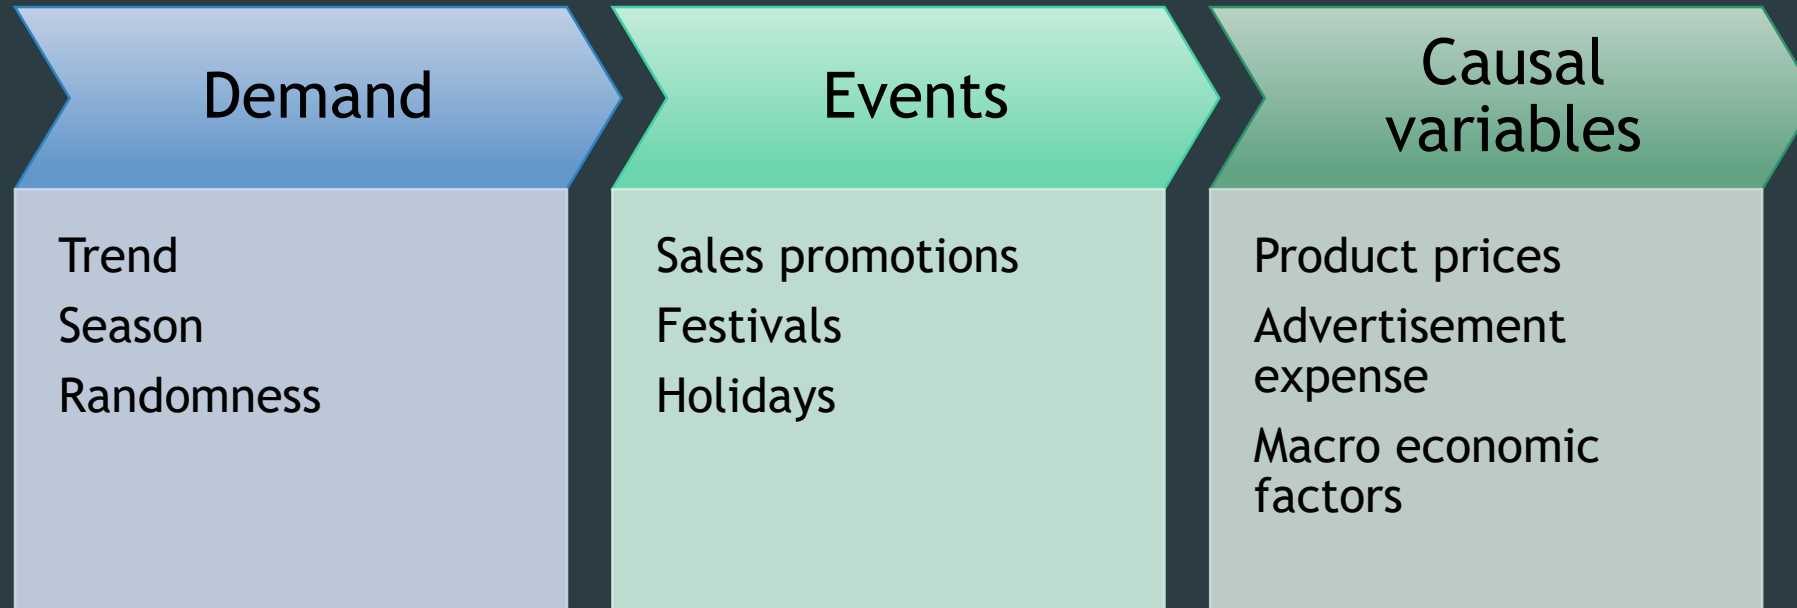 Demand
Trend
Season
Randomness
Events
Sales promotions
Festivals
Holidays
Causal
variables
Product prices
Advertisement
expense
Macro economic
factors